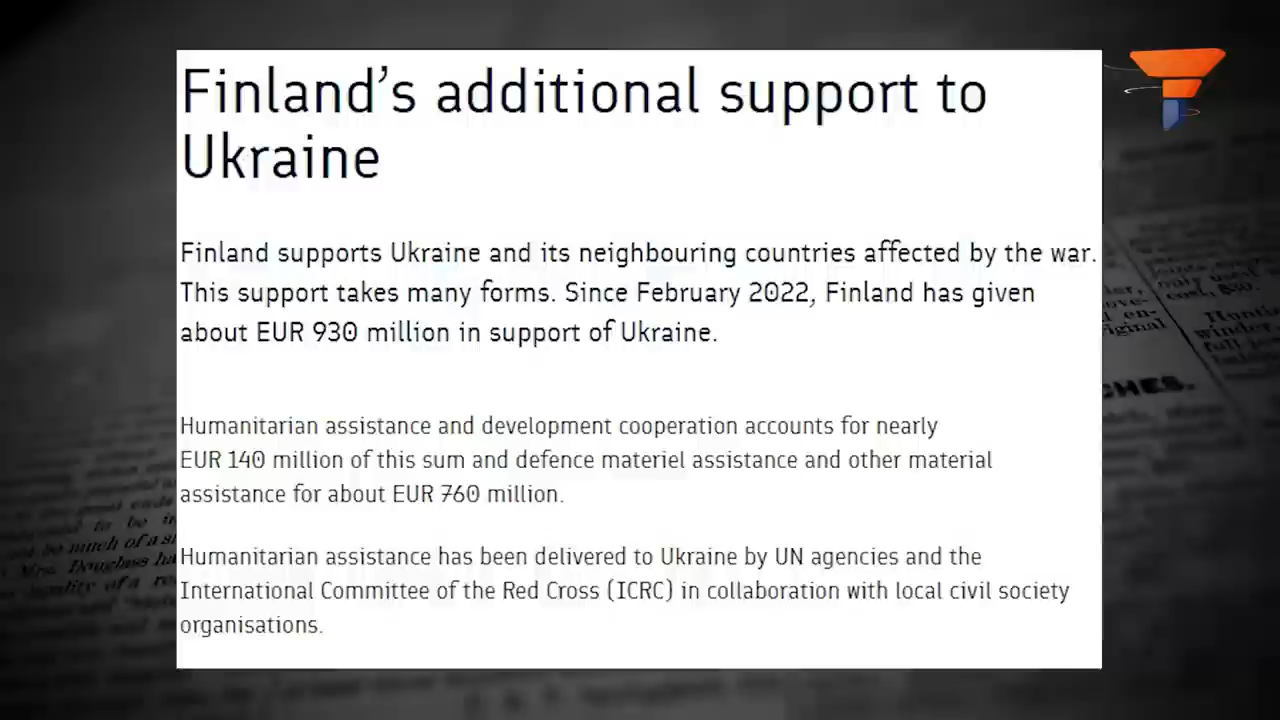 Finland’s additional support to
Ukraine
Finland supports Ukraine and its neighbouring countries affected by the war.
This support takes many forms. Since February 2022, Finland has given
about EUR 930 million in support of Ukraine.
Humanitarian assistance and development cooperation accounts for nearly
EUR 140 million of this sum and defence materiel assistance and other material
assistance for about EUR 760 million.
Humanitarian assistance has been delivered to Ukraine by UN agencies and the
International Committee of the Red Cross (ICRC) in collaboration with local civil society
organisations.